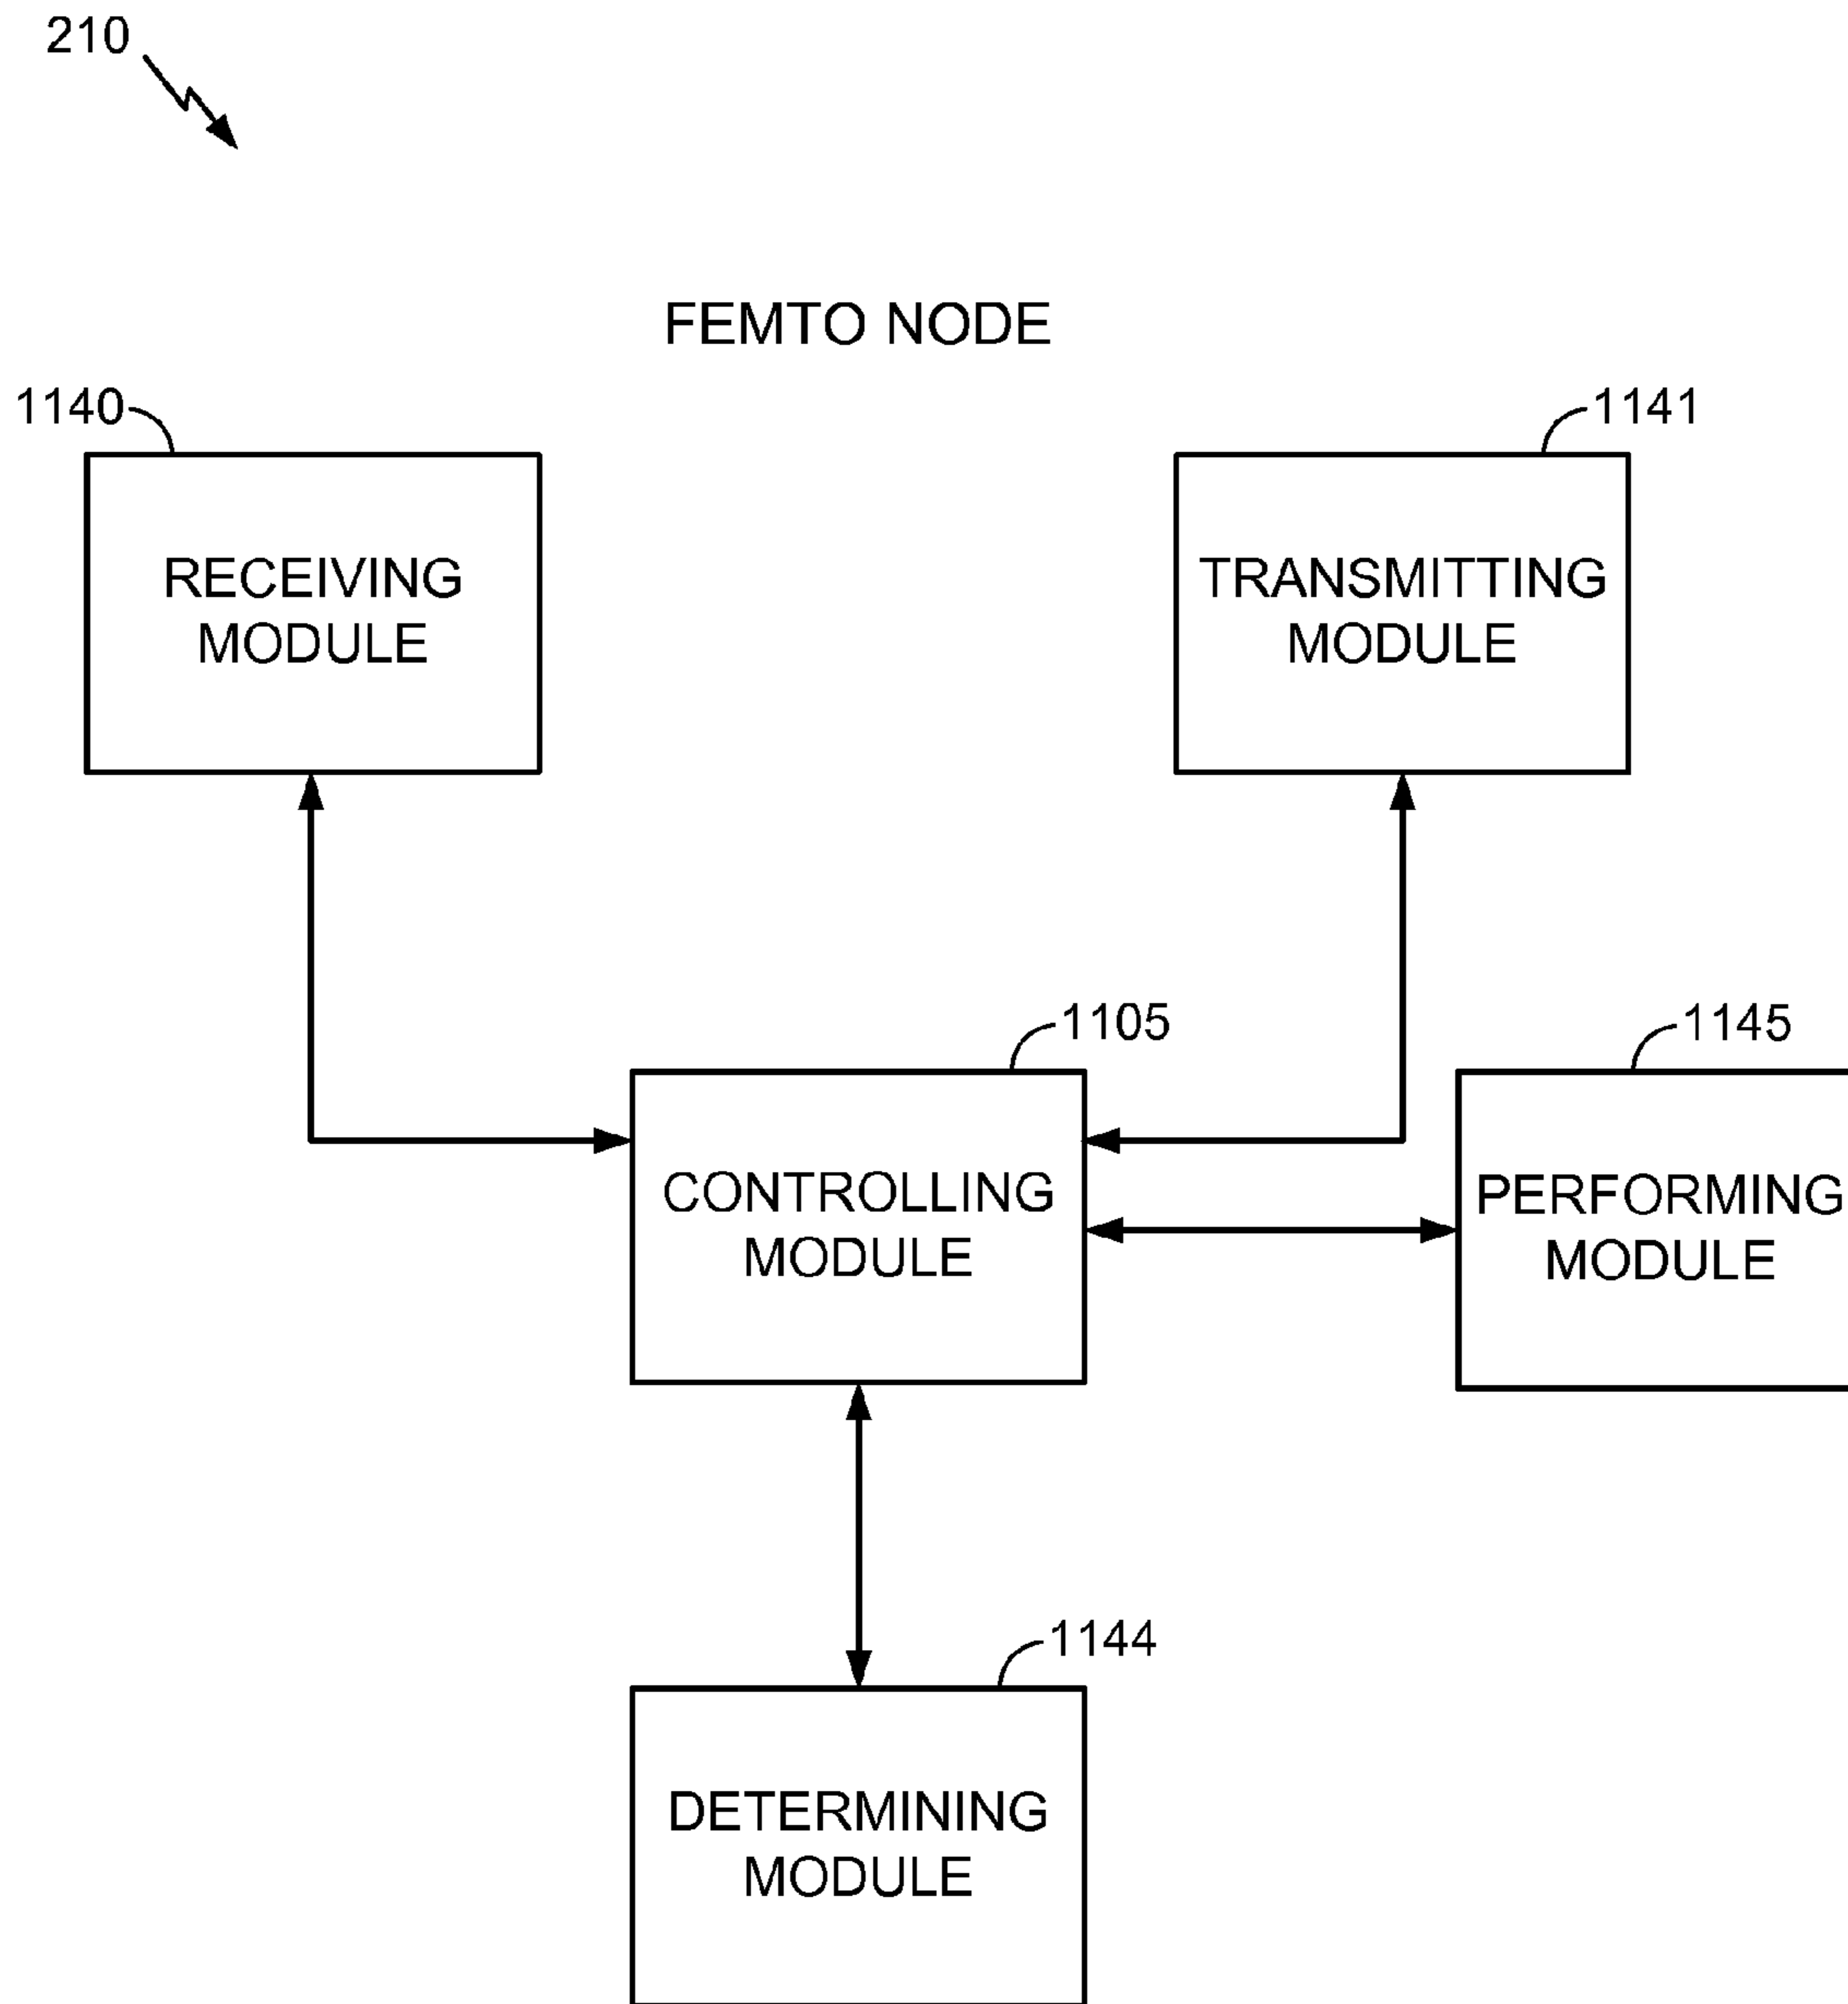 210
FEMTO NODE
1140
1141
RECEIVING
MODULE
TRANSMITTING
MODULE
1105
1145
CONTROLLING
MODULE
PERFORMING
MODULE
1144
DETERMINING
MODULE